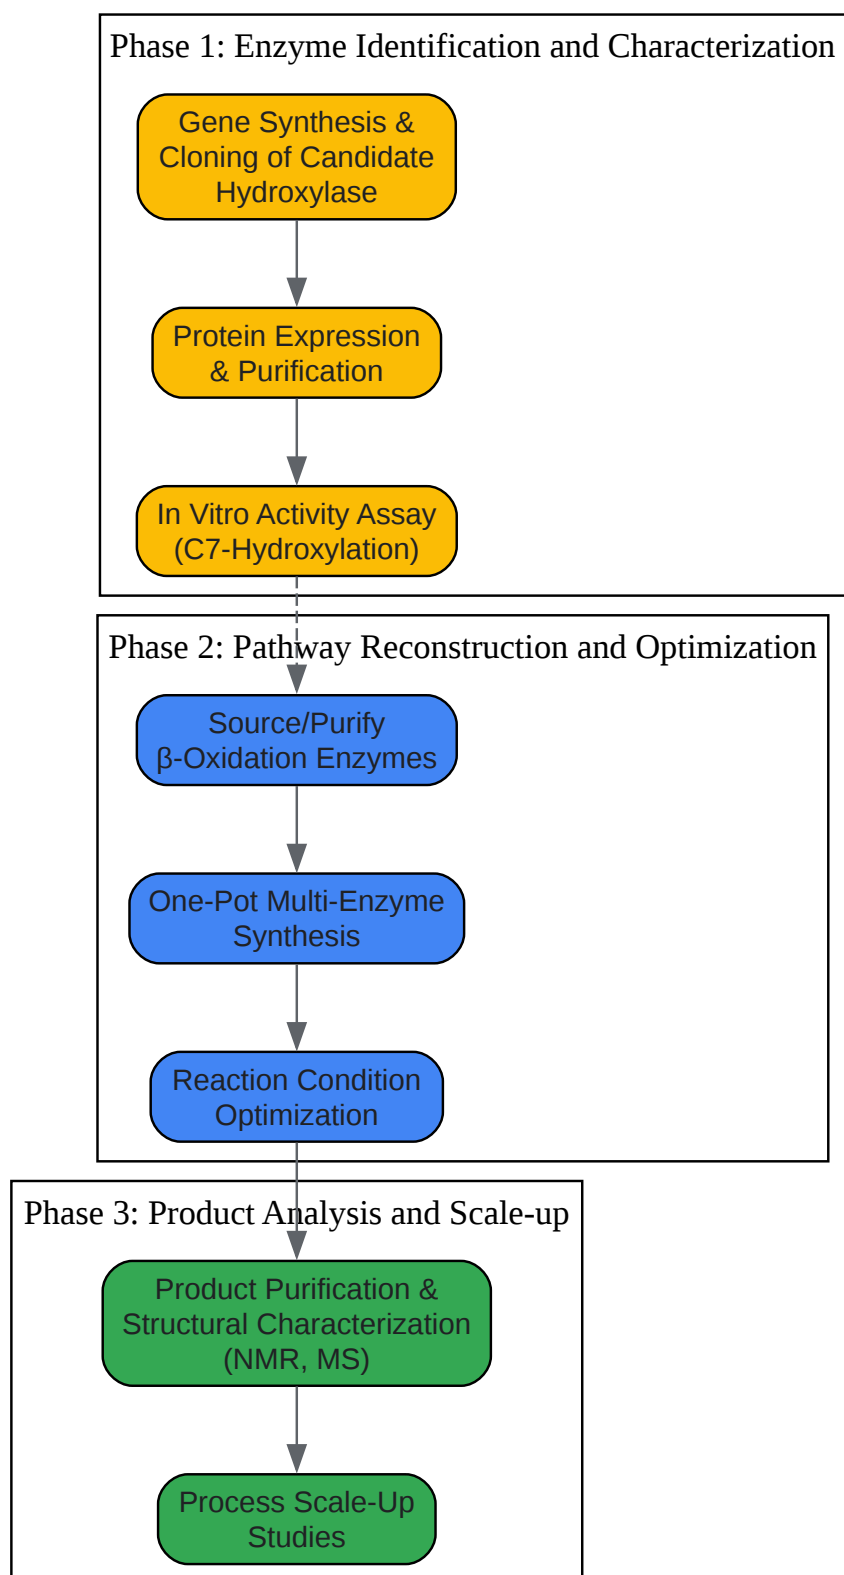 Phase 1: Enzyme Identification and Characterization
Gene Synthesis &
Cloning of Candidate
Hydroxylase
Protein Expression
& Purification
In Vitro Activity Assay
(C7-Hydroxylation)
Phase 2: Pathway Reconstruction and Optimization
Source/Purify
β-Oxidation Enzymes
One-Pot Multi-Enzyme
Synthesis
Reaction Condition
Optimization
Phase 3: Product Analysis and Scale-up
Product Purification &
Structural Characterization
(NMR, MS)
Process Scale-Up
Studies